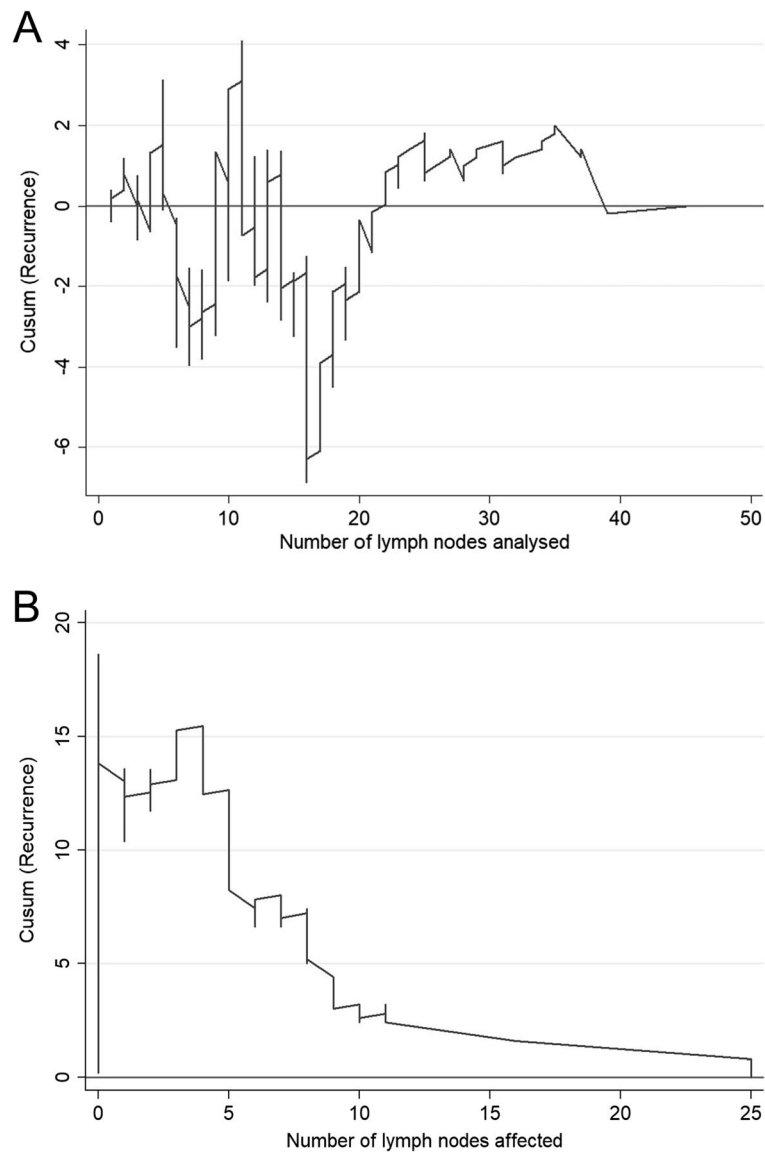 A
Cusum (Recurrence)
4
2
0
-2
-4
-6
0 10 20 30 40 50
Number of lymph nodes analysed
B
Cusum (Recurrence)
20
15
10
5
0
0 5 10 15 20 25
Number of lymph nodes affected